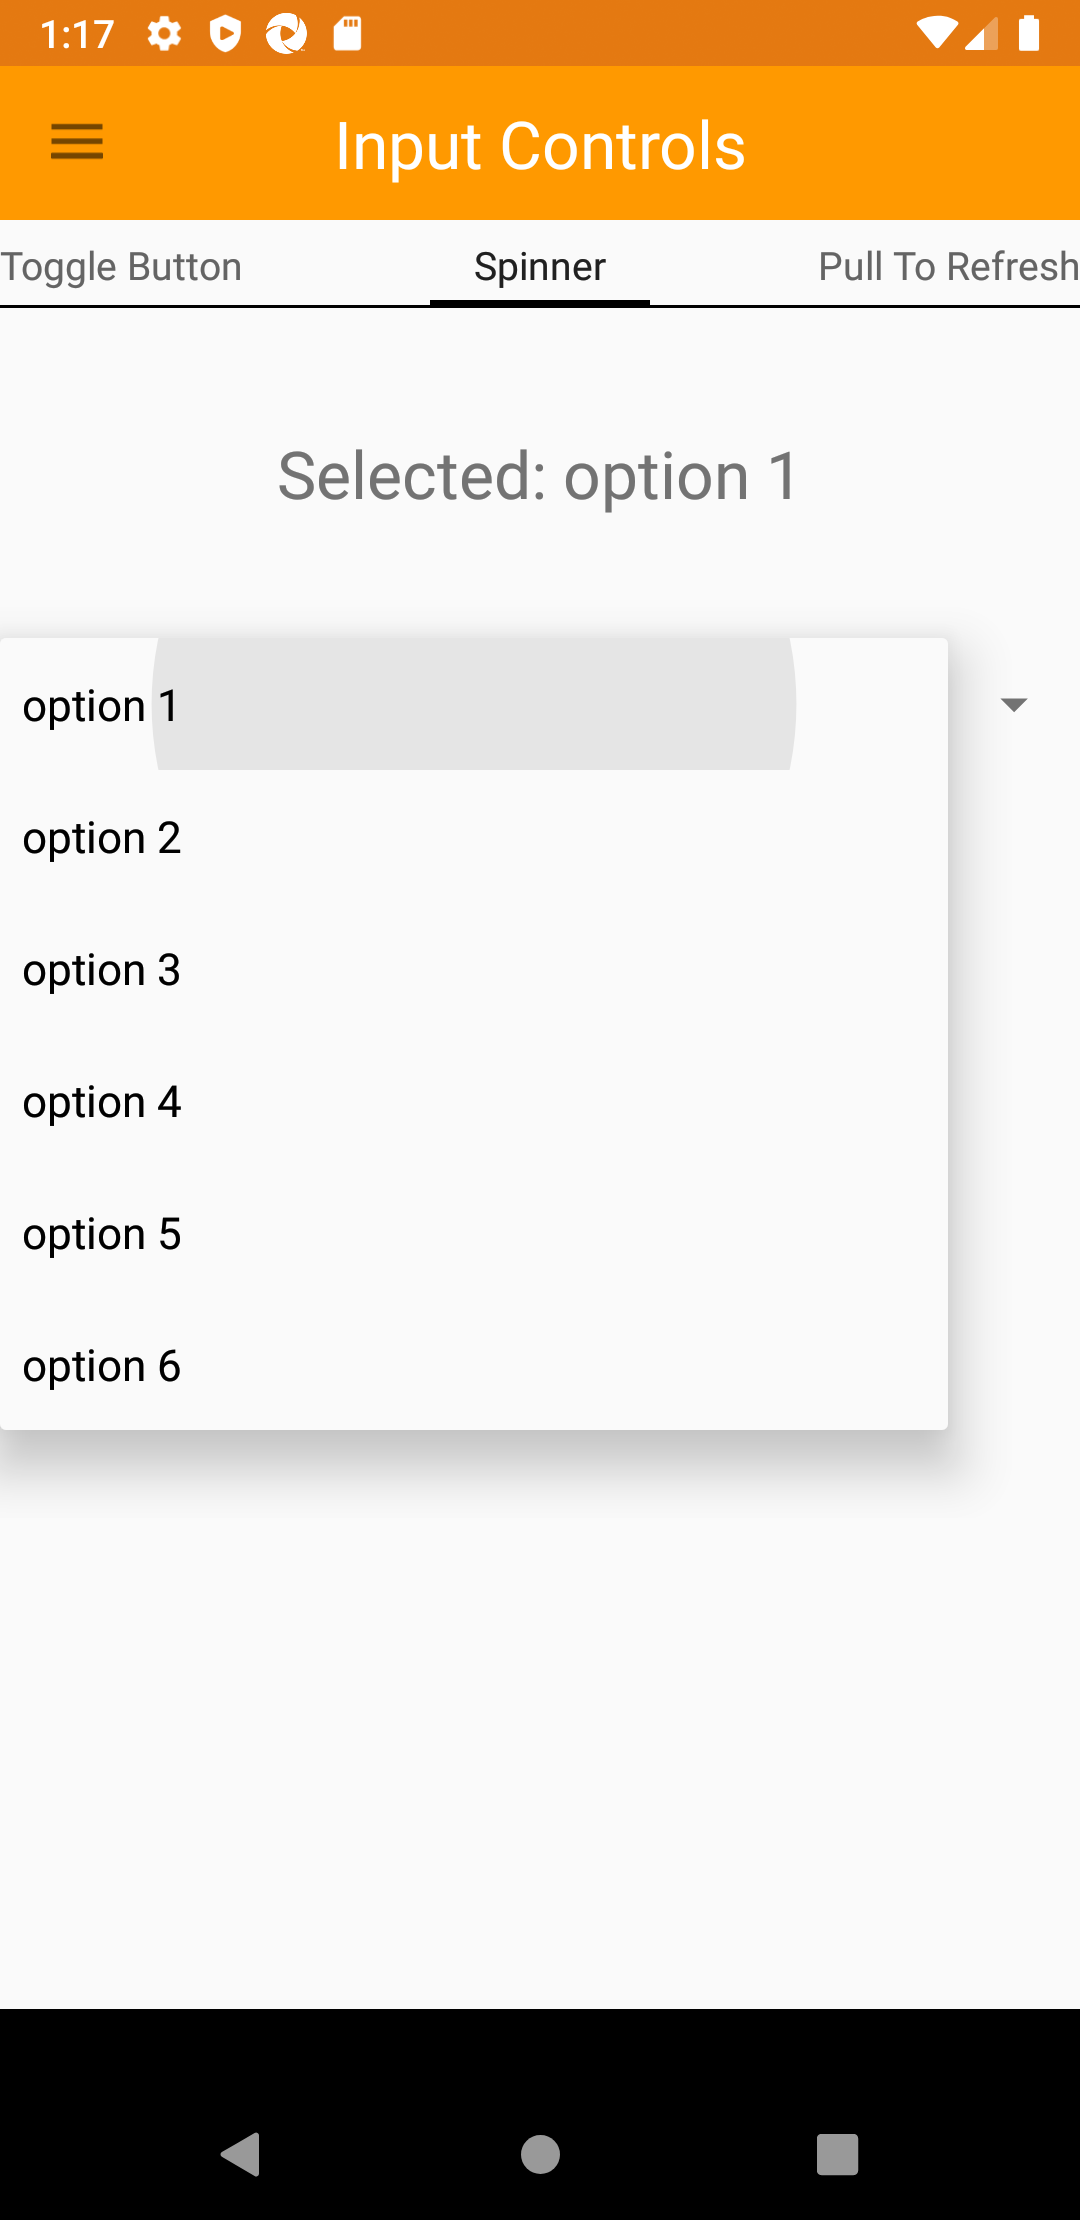 1:17
Input Controls
Toggle Button Spinner Pull To Refresh
Selected: option 1
option 1
option 2
option 3
option 4
option 5
option 6